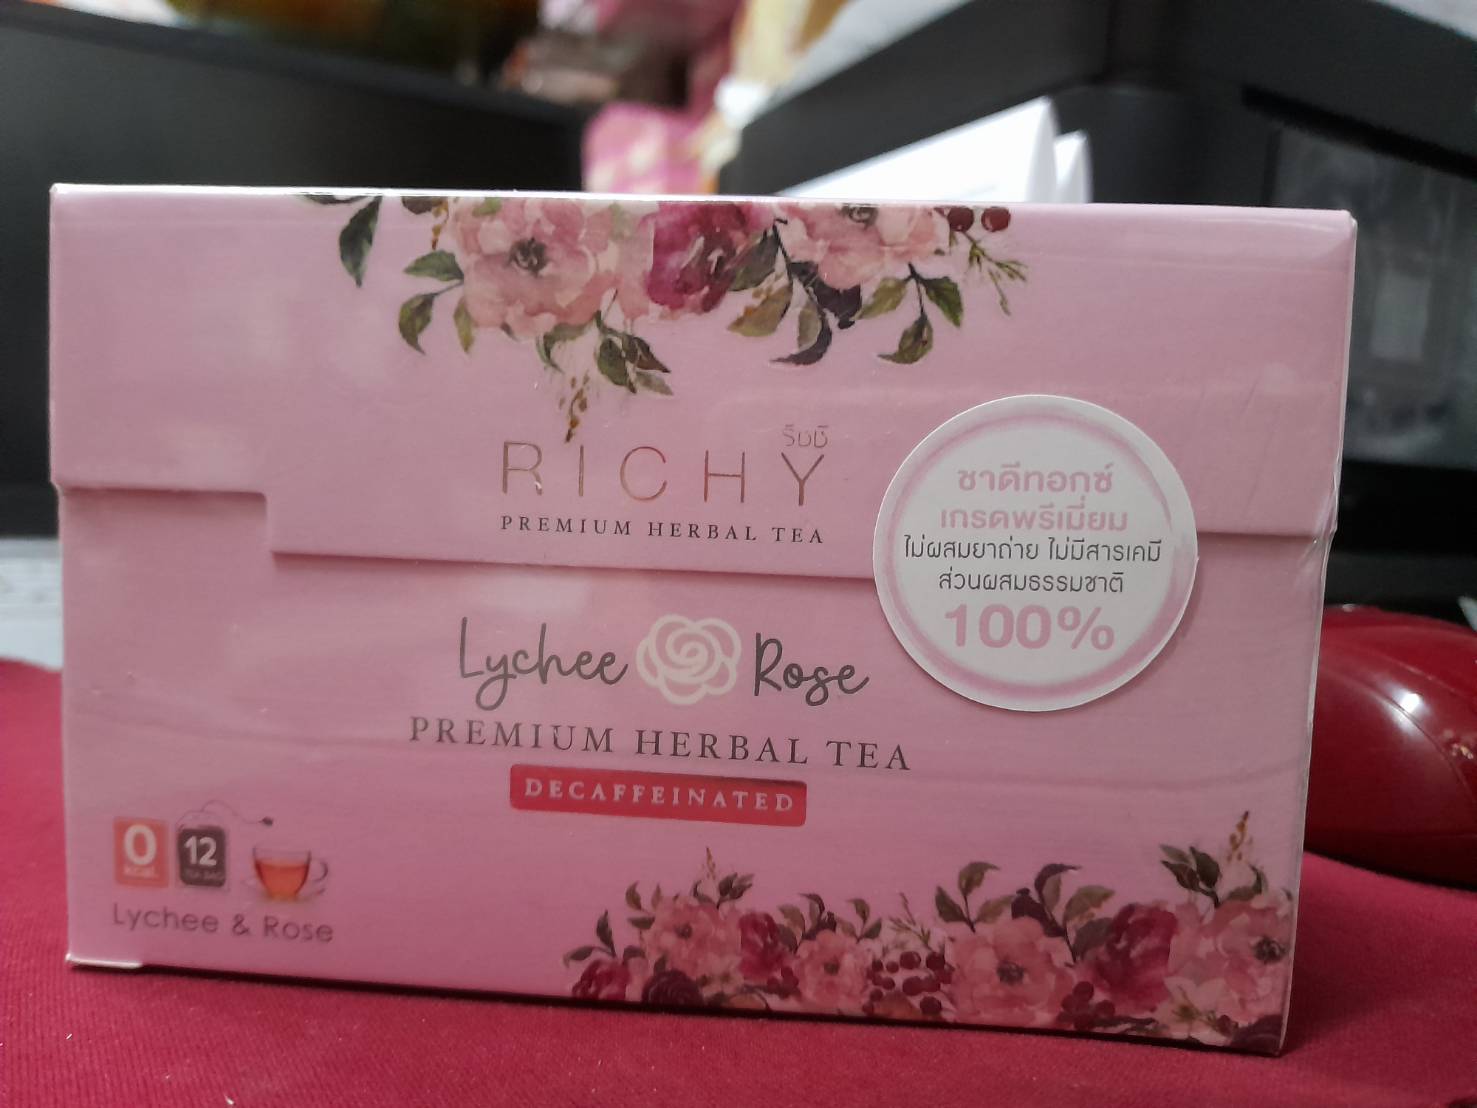 ริชชี่
RICHY
PREMIUM HERBAL TEA
ชาดีทอกซ์
เกรดพรีเมี่ยม
ไม่ผสมยาถ่าย ไม่มีสารเคมี
ส่วนผสมธรรมชาติ
100%
Lychee Rose
PREMIUM HERBAL TEA
DECAFFEINATED
0 12
kcal TEA BAG
Lychee & Rose